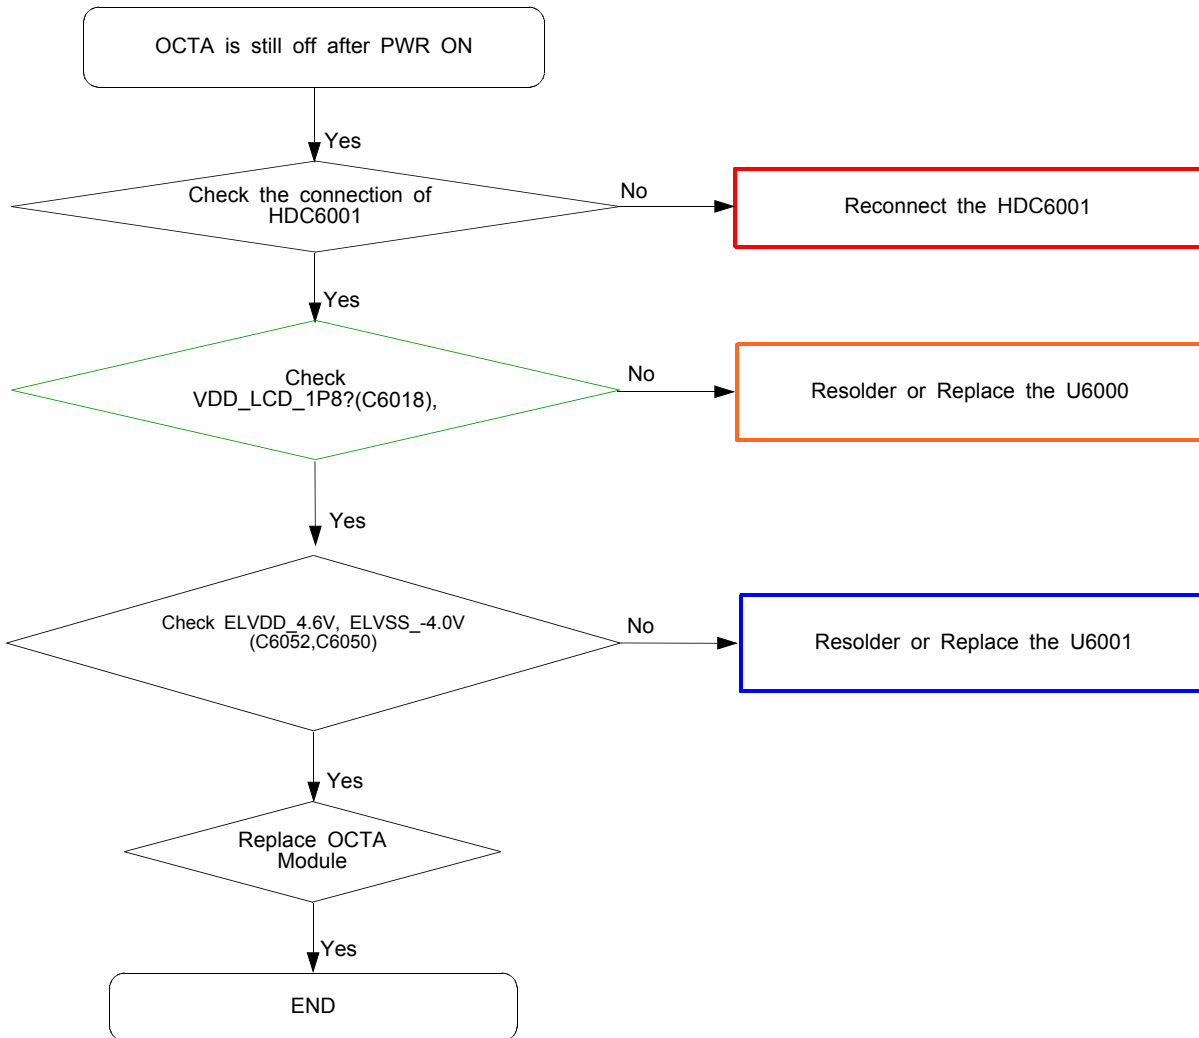 OCTA is still off after PWR ON
Yes
Check the connection of
HDC6001
No
Reconnect the HDC6001
Yes
Check
VDD_LCD_1P8?(C6018),
No
Resolder or Replace the U6000
Yes
Check ELVDD_4.6V, ELVSS_-4.0V
(C6052,C6050)
No
Resolder or Replace the U6001
Yes
Replace OCTA
Module
Yes
END